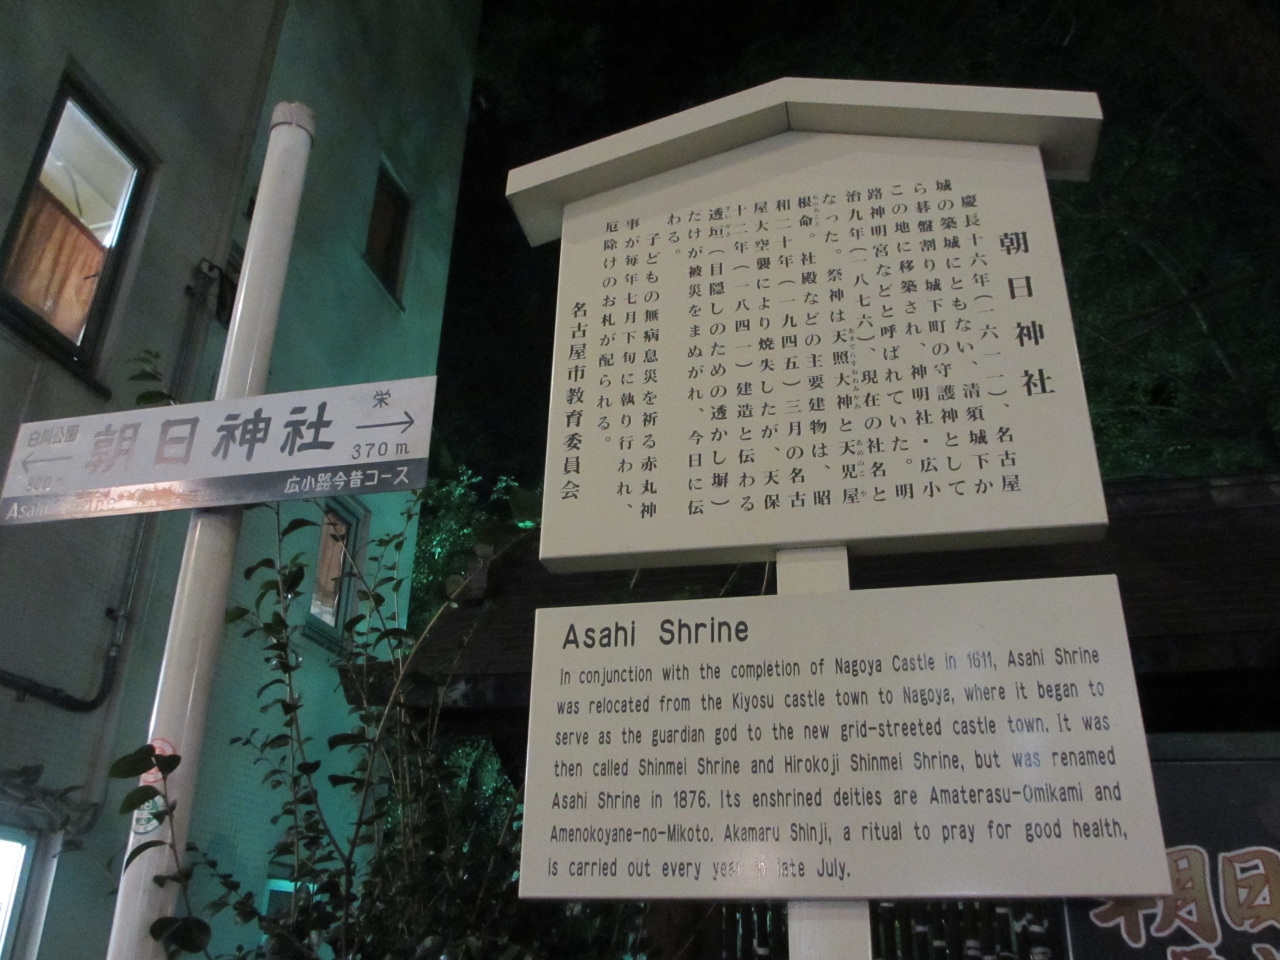 白川公園
朝日神社
栄
370m
広小路今昔コース
朝日神社
慶長十六年(一六一一)、名古屋
城の築城にともない、清須城下か
ら碁盤割り城下町の守護神として
この地に移築され、神明社・広小
路神明宮などと呼ばれていた。明
治九年(一八七六)、現在の社名と
なった。祭神は天照大神と天児屋
根命。社殿などの主要建物は、昭
和二十年(一九四五)三月の名古
屋大空襲により焼失したが、天保
十二年(一八四一)建造と伝わる
透垣(目隠しのための透かし塀)
だけが被災をまぬがれ、今日に伝
わる。
子どもの無病息災を祈る赤丸神
事が毎年七月下旬に執り行われ、
厄除けのお札が配られる。
名古屋市教育委員会
Asahi Shrine
In conjunction with the completion of Nagoya Castle in 1611, Asahi Shrine
was relocated from the Kiyosu castle town to Nagoya, where it began to
serve as the guardian god to the new grid-streeted castle town. It was
then called Shinmei Shrine and Hirokoji Shinmei Shrine, but was renamed
Asahi Shrine in 1876. Its enshrined deities are Amaterasu-Omikami and
Amenokoyane-no-Mikoto. Akamaru Shinji, a ritual to pray for good health,
is carried out every year in late July.
朝日